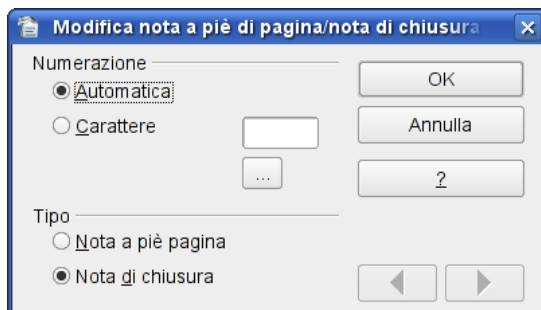 Modifica nota a piè di pagina/nota di chiusura
Numerazione
Automatica
Carattere
...
OK
Annulla
?
Tipo
Nota a piè pagina
Nota di chiusura